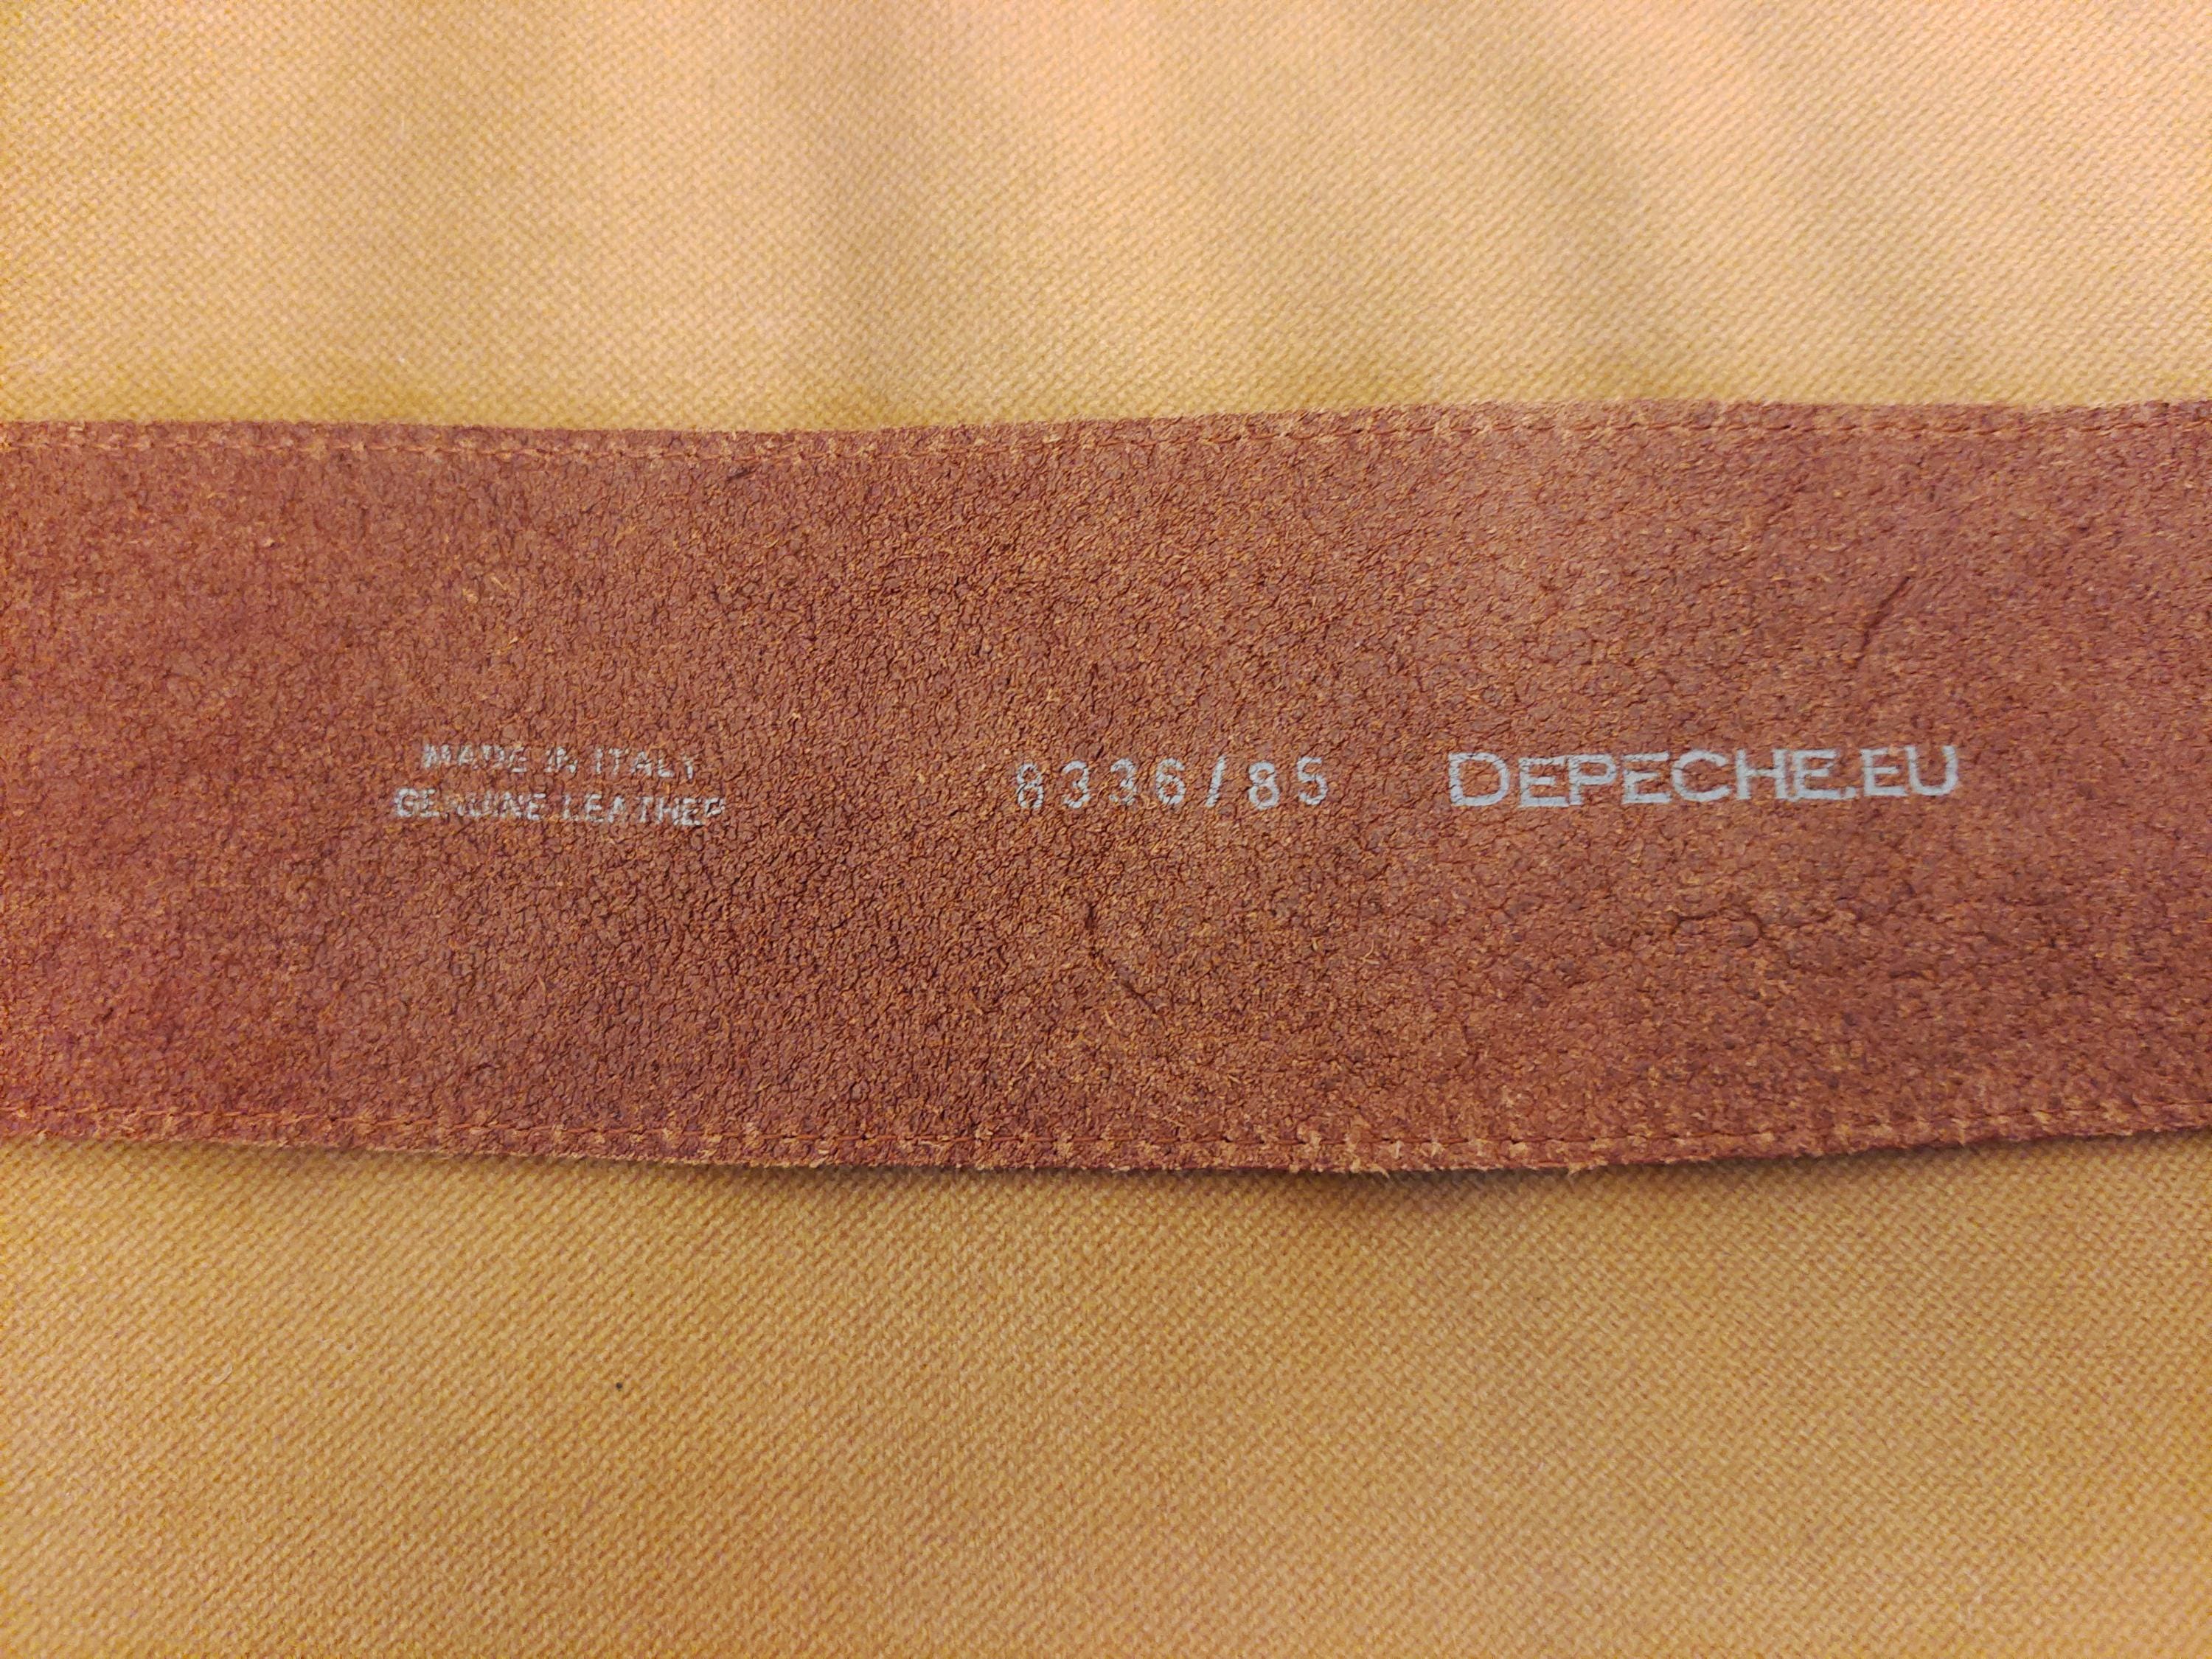 MADE IN ITALY
GENUINE LEATHER
8336/85
DEPECHE.EU